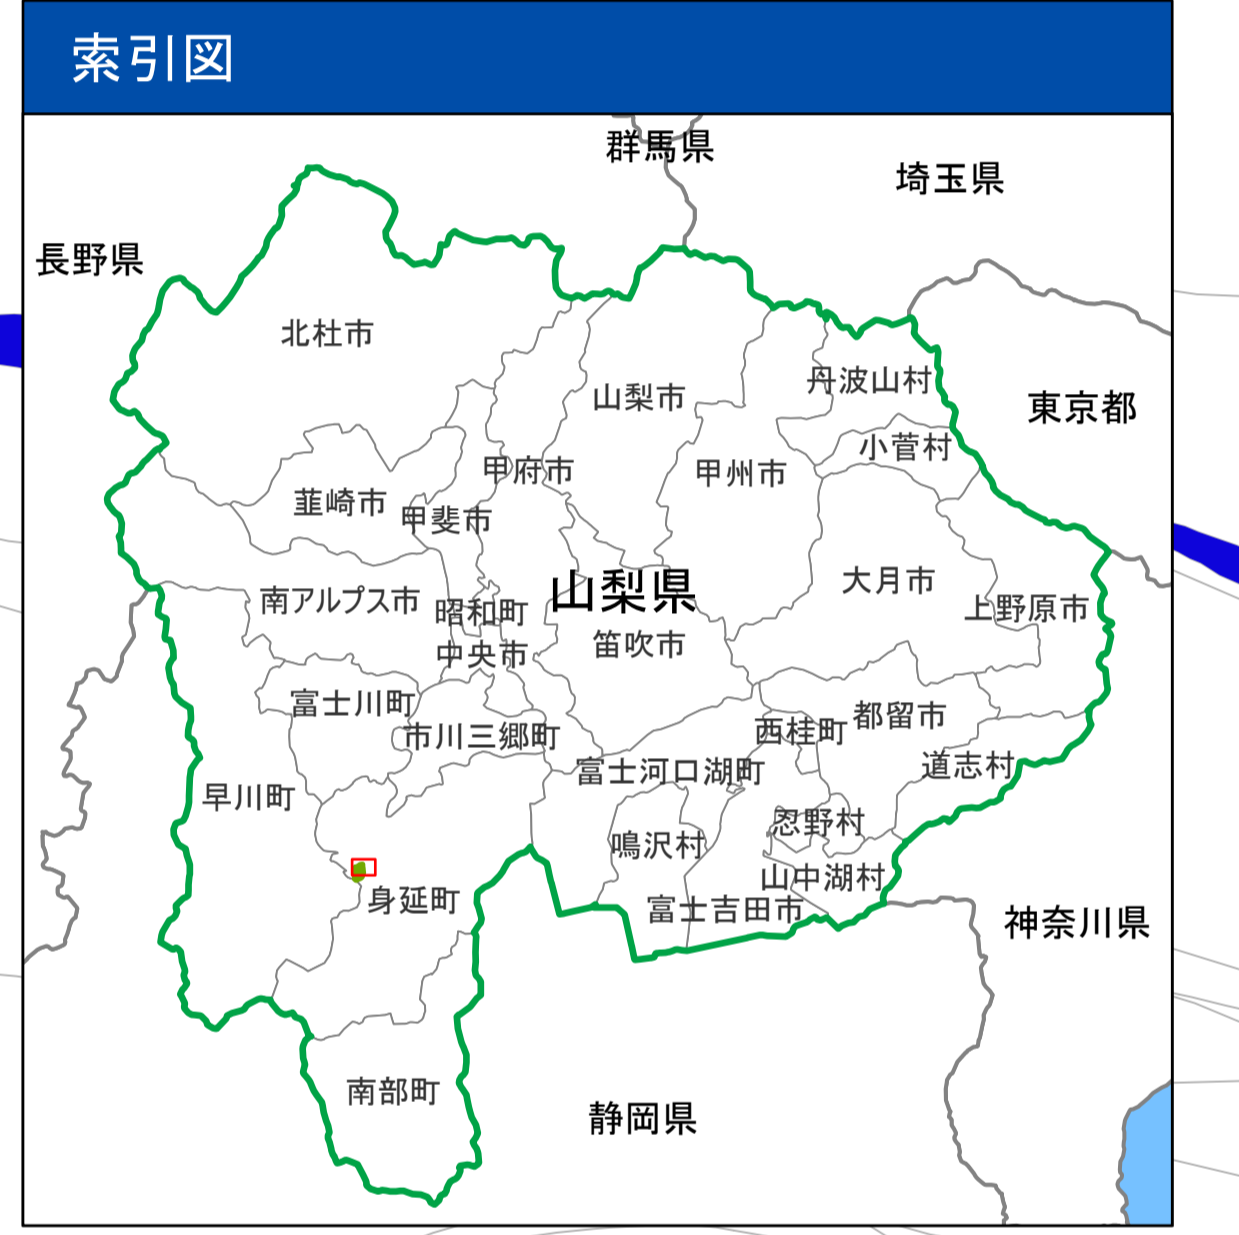 索引図
群馬県
埼玉県
長野県
北杜市
丹波山村
山梨市
東京都
小菅村
甲府市
甲州市
韮崎市
甲斐市
大月市
山梨県
南アルプス市
昭和町
上野原市
笛吹市
中央市
富士川町
都留市
西桂町
市川三郷町
道志村
富士河口湖町
早川町
忍野村
鳴沢村
山中湖村
身延町
富士吉田市
神奈川県
南部町
静岡県